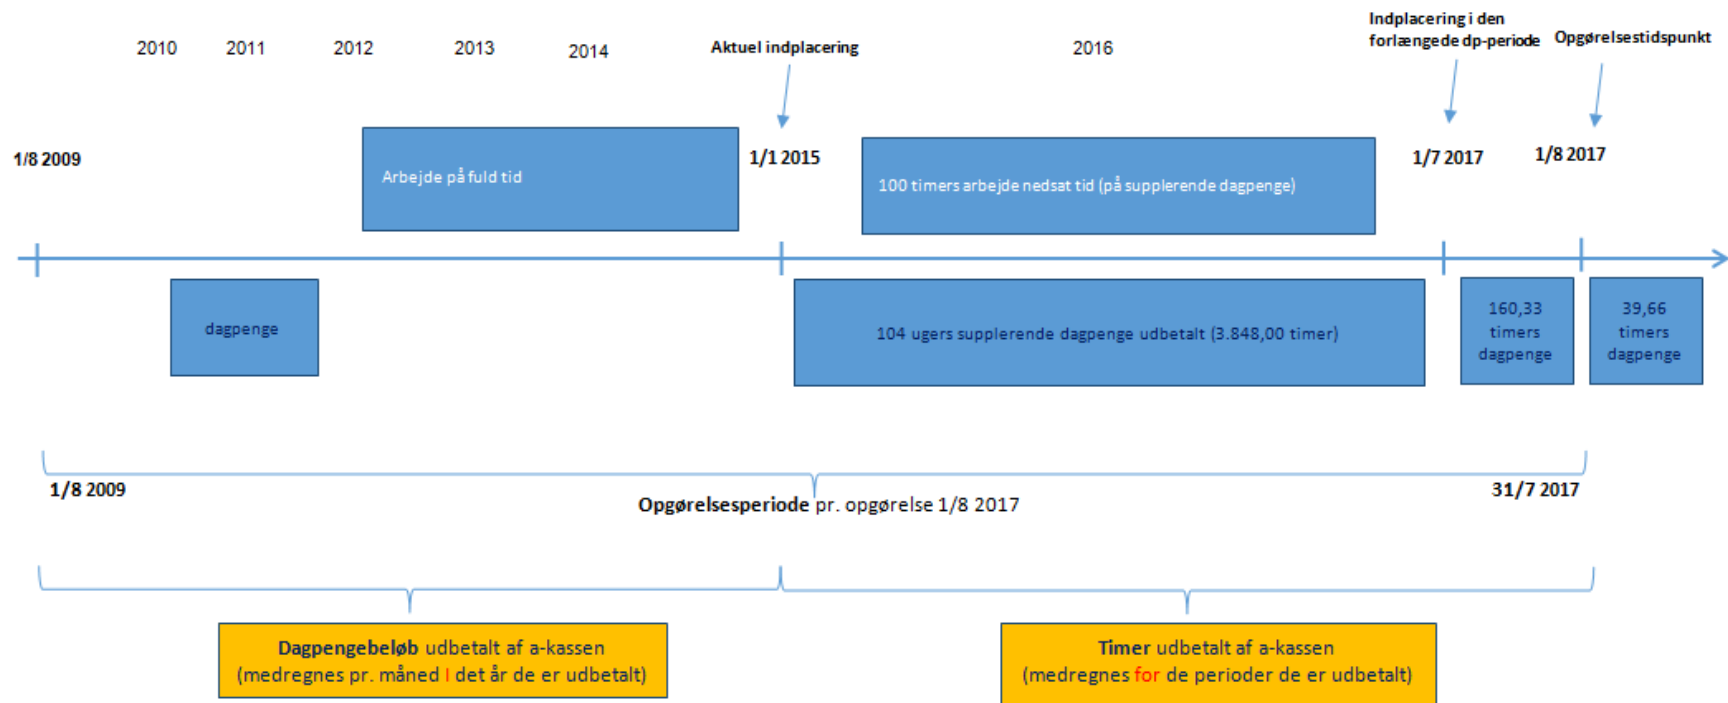 2010
2011
2012
2013
2014
Aktuel indplacering
2016
Indplacering i den
forlængede dp-periode
Opgørelsestidspunkt
1/8 2009
Arbejde på fuld tid
1/1 2015
100 timers arbejde nedsat tid (på supplerende dagpenge)
1/7 2017
1/8 2017
dagpenge
104 ugers supplerende dagpenge udbetalt (3.848,00 timer)
160,33
timers
dagpenge
39,66
timers
dagpenge
1/8 2009
31/7 2017
Opgørelsesperiode pr. opgørelse 1/8 2017
Dagpengebeløb udbetalt af a-kassen
(medregnes pr. måned I det år de er udbetalt)
Timer udbetalt af a-kassen
(medregnes for de perioder de er udbetalt)